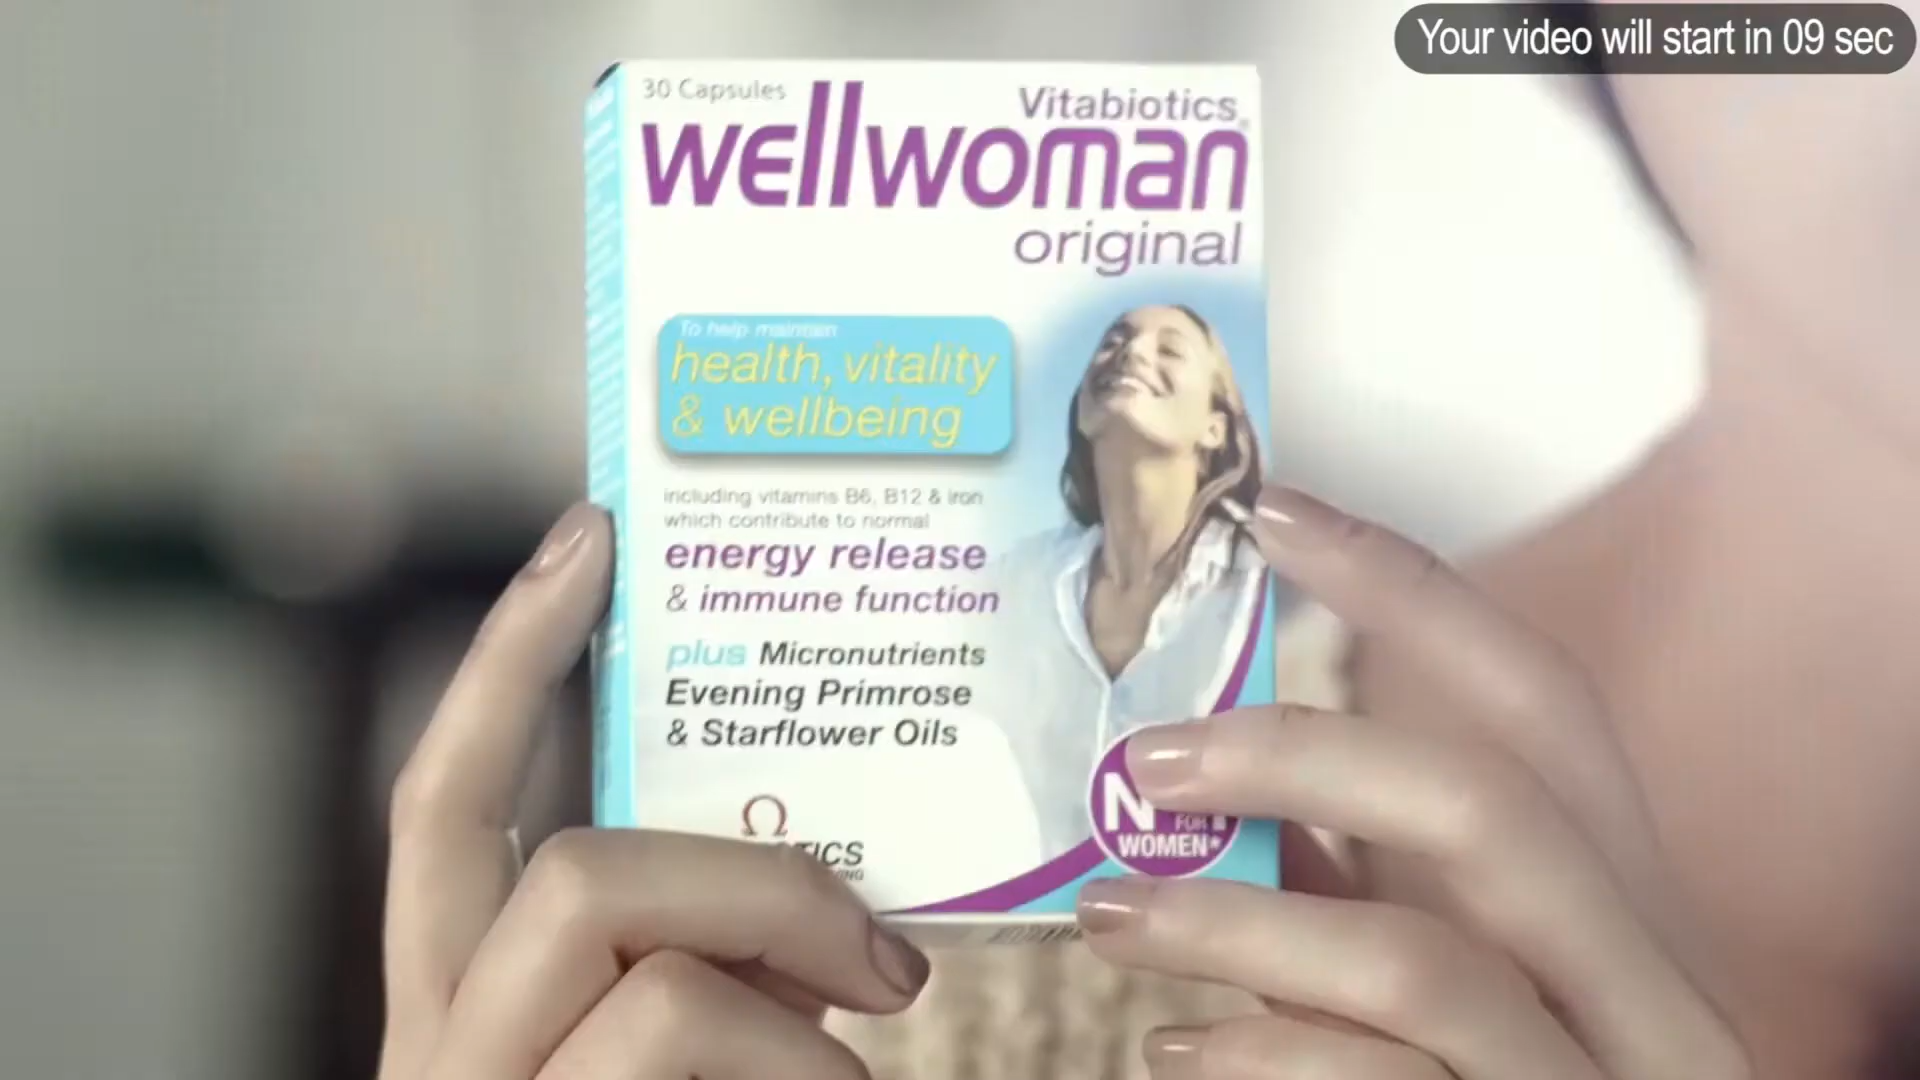 Your video will start in 09 sec
30 Capsules
Vitabiotics
wellwoman
original
To help maintain
health, vitality
& wellbeing
including vitamins B6, B12 & iron
which contribute to normal
energy release
& immune function
plus Micronutrients
Evening Primrose
& Starflower Oils
FOR
WOMEN*